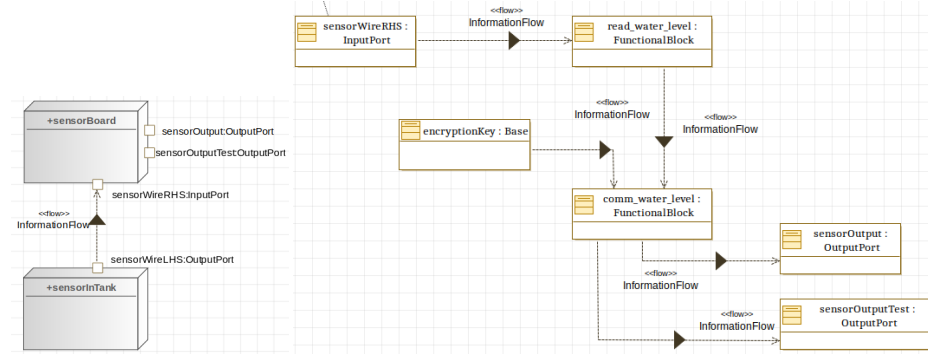 +sensorBoard
sensorOutput:OutputPort
sensorOutputTest:OutputPort
sensorWireRHS:InputPort
<<flow>>
InformationFlow
sensorWireLHS:OutputPort
+sensorInTank
sensorWireRHS :
InputPort
<<flow>>
InformationFlow
read_water_level :
FunctionalBlock
<<flow>>
InformationFlow
<<flow>>
InformationFlow
encryptionKey : Base
comm_water_level :
FunctionalBlock
sensorOutput :
OutputPort
<<flow>>
InformationFlow
sensorOutputTest :
OutputPort
<<flow>>
InformationFlow